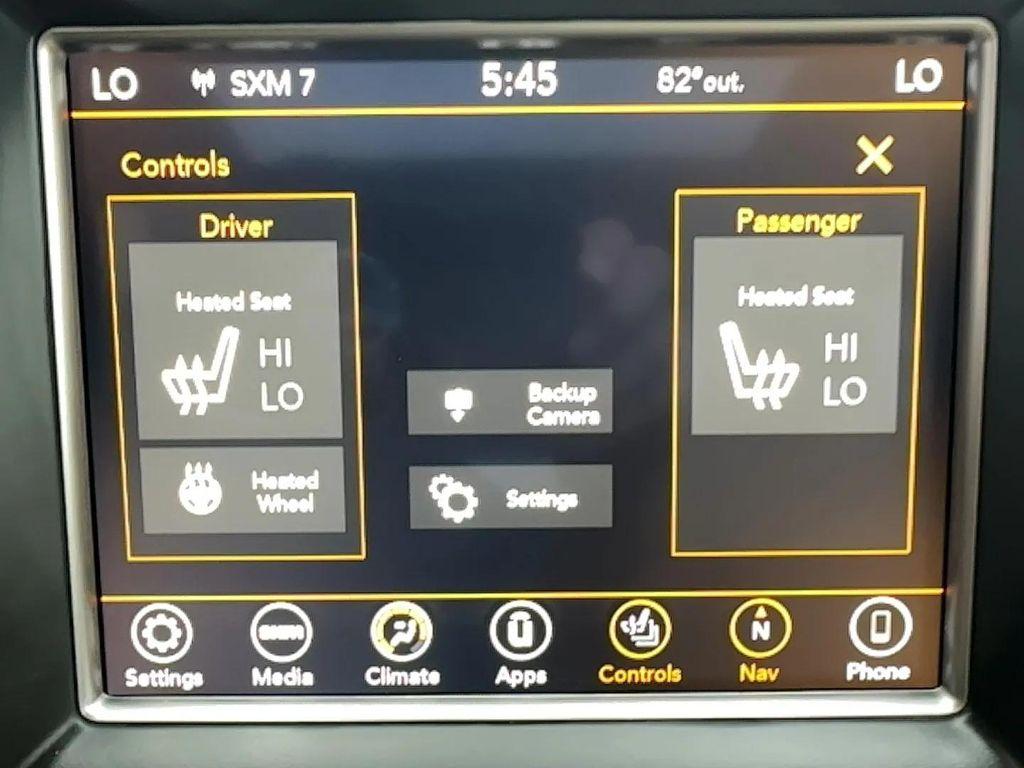 LO SXM 7 5:45 82° out. LO
Controls
Driver
Passenger
Heated Seat
HI
LO
Heated Seat
HI
LO
Backup
Camera
Heated
Wheel
Settings
Settings
SXM
Media
Climate
Apps
Controls
N
Nav
Phone